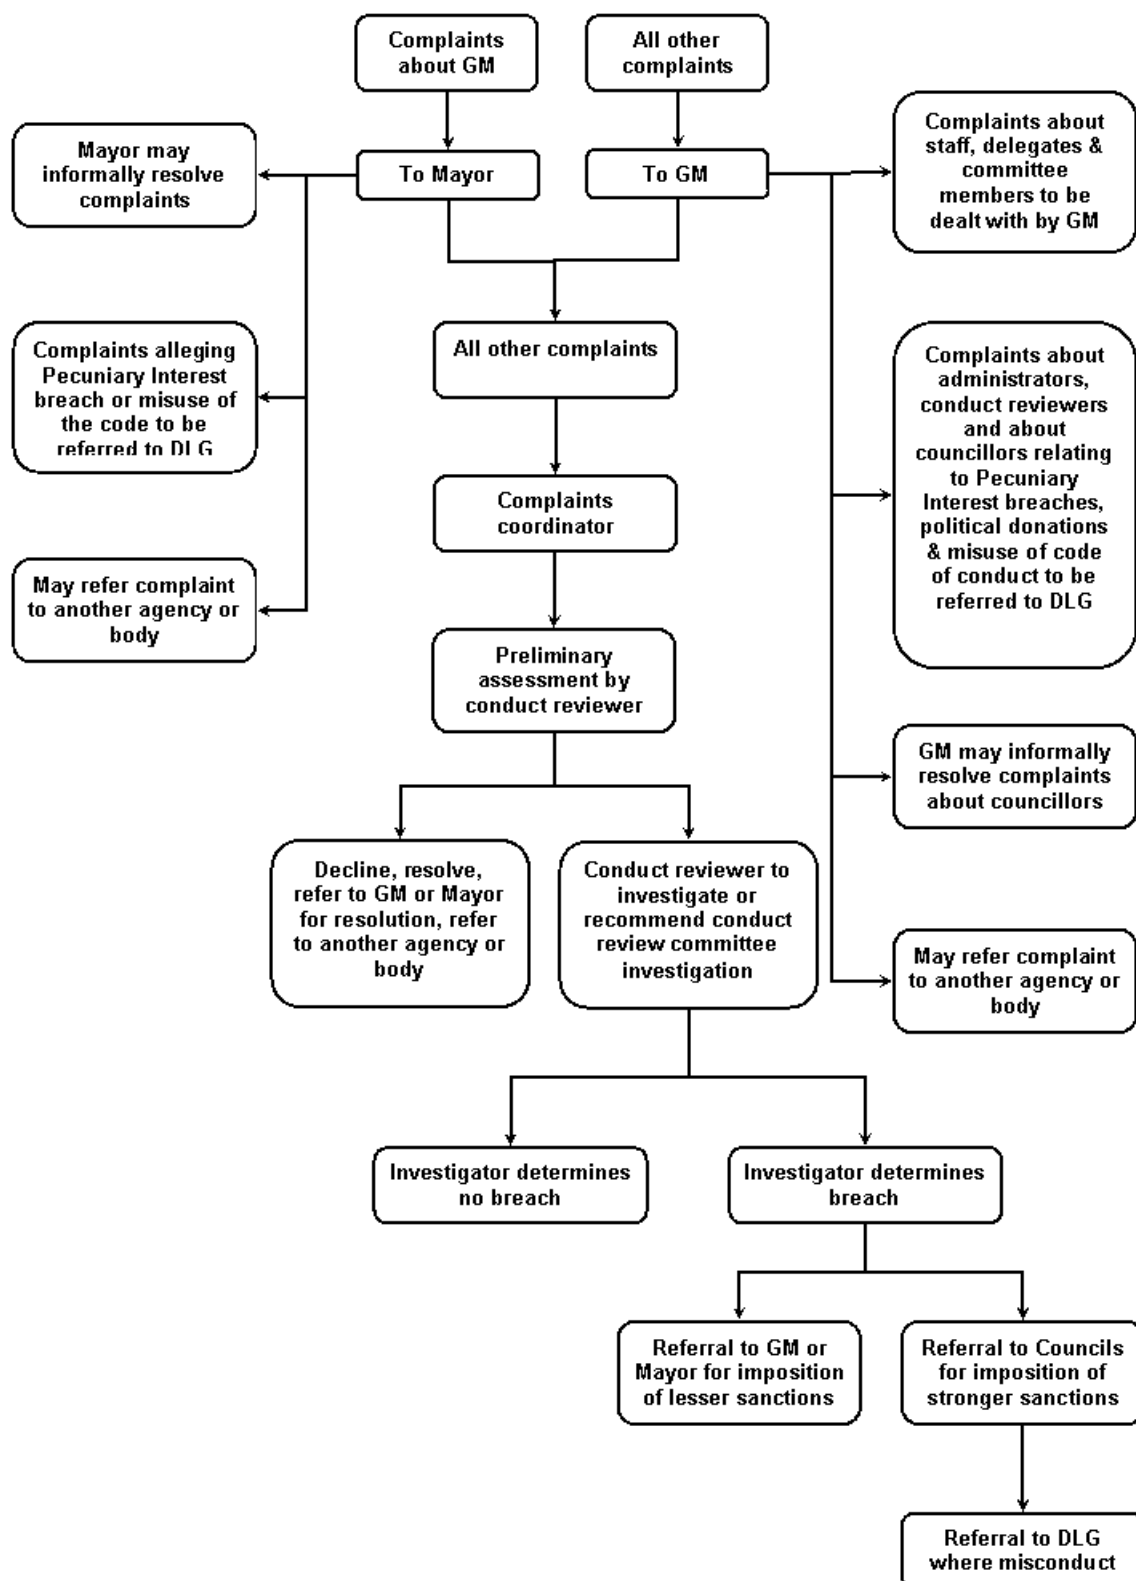 Complaints
about GM
All other
complaints
Mayor may
informally resolve
complaints
To Mayor
To GM
Complaints about
staff, delegates &
committee
members to be
dealt with by GM
Complaints alleging
Pecuniary Interest
breach or misuse of
the code to be
referred to DLG
All other complaints
Complaints about
administrators,
conduct reviewers
and about
councillors relating
to Pecuniary
Interest breaches,
political donations
& misuse of code
of conduct to be
referred to DLG
Complaints
coordinator
May refer complaint
to another agency or
body
Preliminary
assessment by
conduct reviewer
GM may informally
resolve complaints
about councillors
Decline, resolve,
refer to GM or Mayor
for resolution, refer
to another agency or
body
Conduct reviewer to
investigate or
recommend conduct
review committee
investigation
May refer complaint
to another agency or
body
Investigator determines
no breach
Investigator determines
breach
Referral to GM or
Mayor for imposition
of lesser sanctions
Referral to Councils
for imposition of
stronger sanctions
Referral to DLG
where misconduct